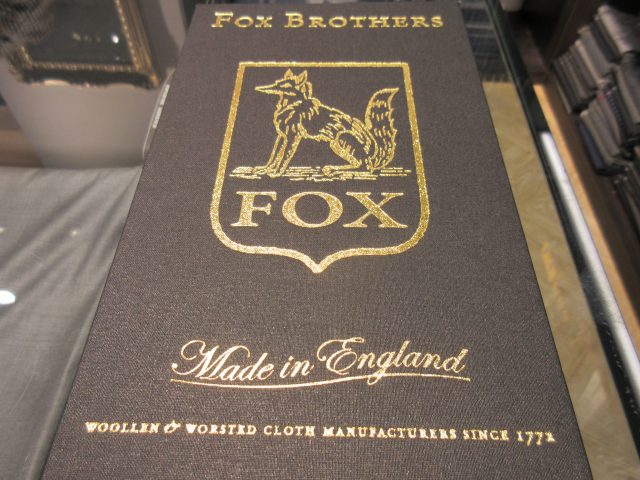 Fox Brothers
FOX
Made in England
WOOLLEN & WORSTED CLOTH MANUFACTURERS SINCE 1772